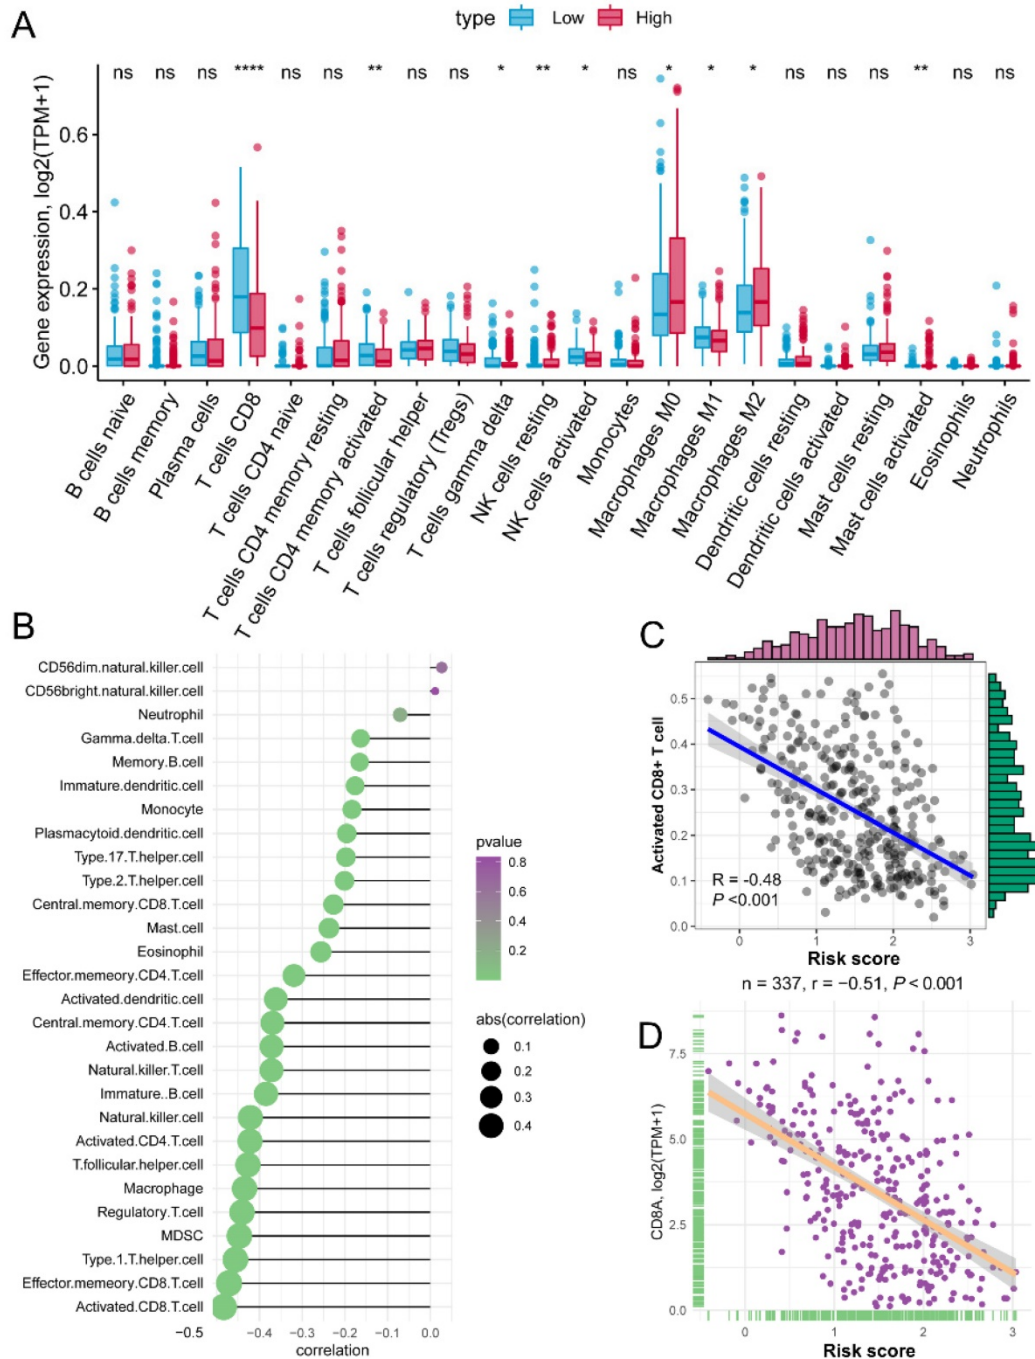 A
type Low High
ns ns ns **** ns ns ** ns ns * ** * ns * * * ns ns ns ** ns ns
Gene expression, log2(TPM+1)
0.6
0.4
0.2
0.0
B cells naive
B cells memory
Plasma cells
T cells CD8
T cells CD4 naive
T cells CD4 memory resting
T cells CD4 memory activated
T cells follicular helper
T cells regulatory (Tregs)
T cells gamma delta
NK cells resting
NK cells activated
Monocytes
Macrophages M0
Macrophages M1
Macrophages M2
Dendritic cells resting
Dendritic cells activated
Mast cells resting
Mast cells activated
Eosinophils
Neutrophils
B
CD56dim.natural.killer.cell
CD56bright.natural.killer.cell
Neutrophil
Gamma.delta.T.cell
Memory.B.cell
Immature.dendritic.cell
Monocyte
Plasmacytoid.dendritic.cell
Type.17.T.helper.cell
Type.2.T.helper.cell
Central.memory.CD8.T.cell
Mast.cell
Eosinophil
Effector.memeory.CD4.T.cell
Activated.dendritic.cell
Central.memory.CD4.T.cell
Activated.B.cell
Natural.killer.T.cell
Immature..B.cell
Natural.killer.cell
Activated.CD4.T.cell
T.follicular.helper.cell
Macrophage
Regulatory.T.cell
MDSC
Type.1.T.helper.cell
Effector.memeory.CD8.T.cell
Activated.CD8.T.cell
−0.5 −0.4 −0.3 −0.2 −0.1 0.0
correlation
pvalue
0.8
0.6
0.4
0.2
abs(correlation)
0.1
0.2
0.3
0.4
C
Activated CD8+ T cell
0.5
0.4
0.3
0.2
0.1
0.0
R = -0.48
P <0.001
0 1 2 3
Risk score
n = 337, r = −0.51, P < 0.001
D
CD8A, log2(TPM+1)
7.5
5.0
2.5
0.0
0 1 2 3
Risk score